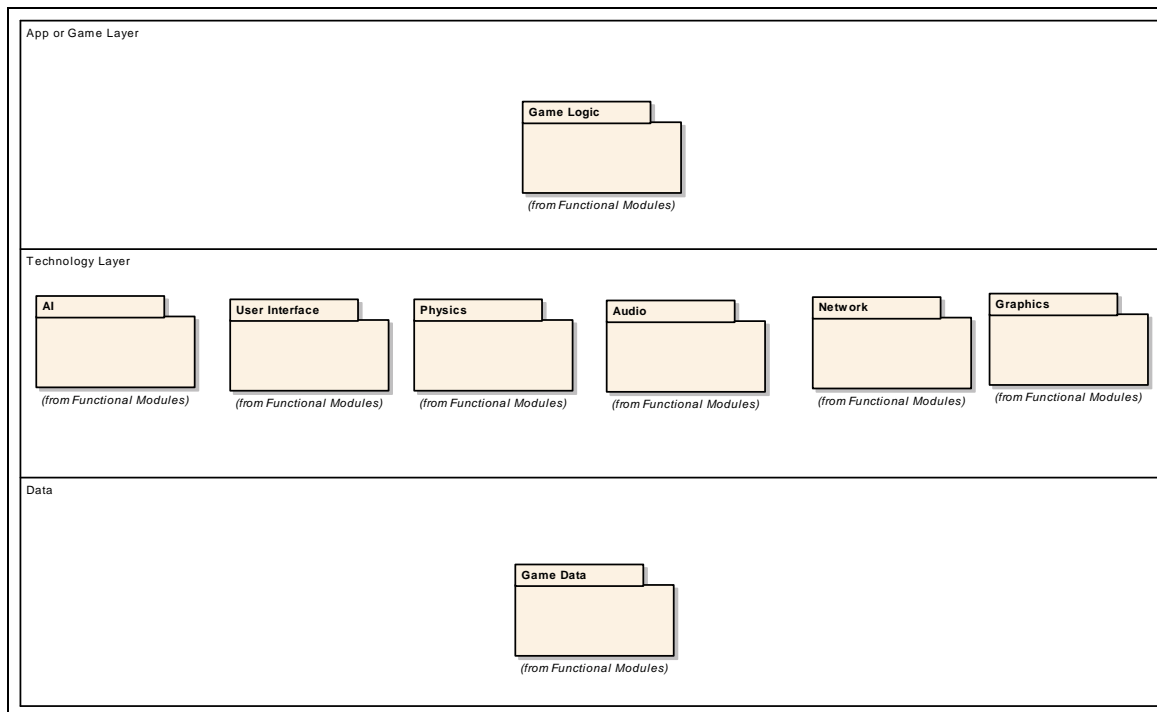 App or Game Layer
Game Logic
(from Functional Modules)
Technology Layer
AI
(from Functional Modules)
User Interface
(from Functional Modules)
Physics
(from Functional Modules)
Audio
(from Functional Modules)
Network
(from Functional Modules)
Graphics
(from Functional Modules)
Data
Game Data
(from Functional Modules)